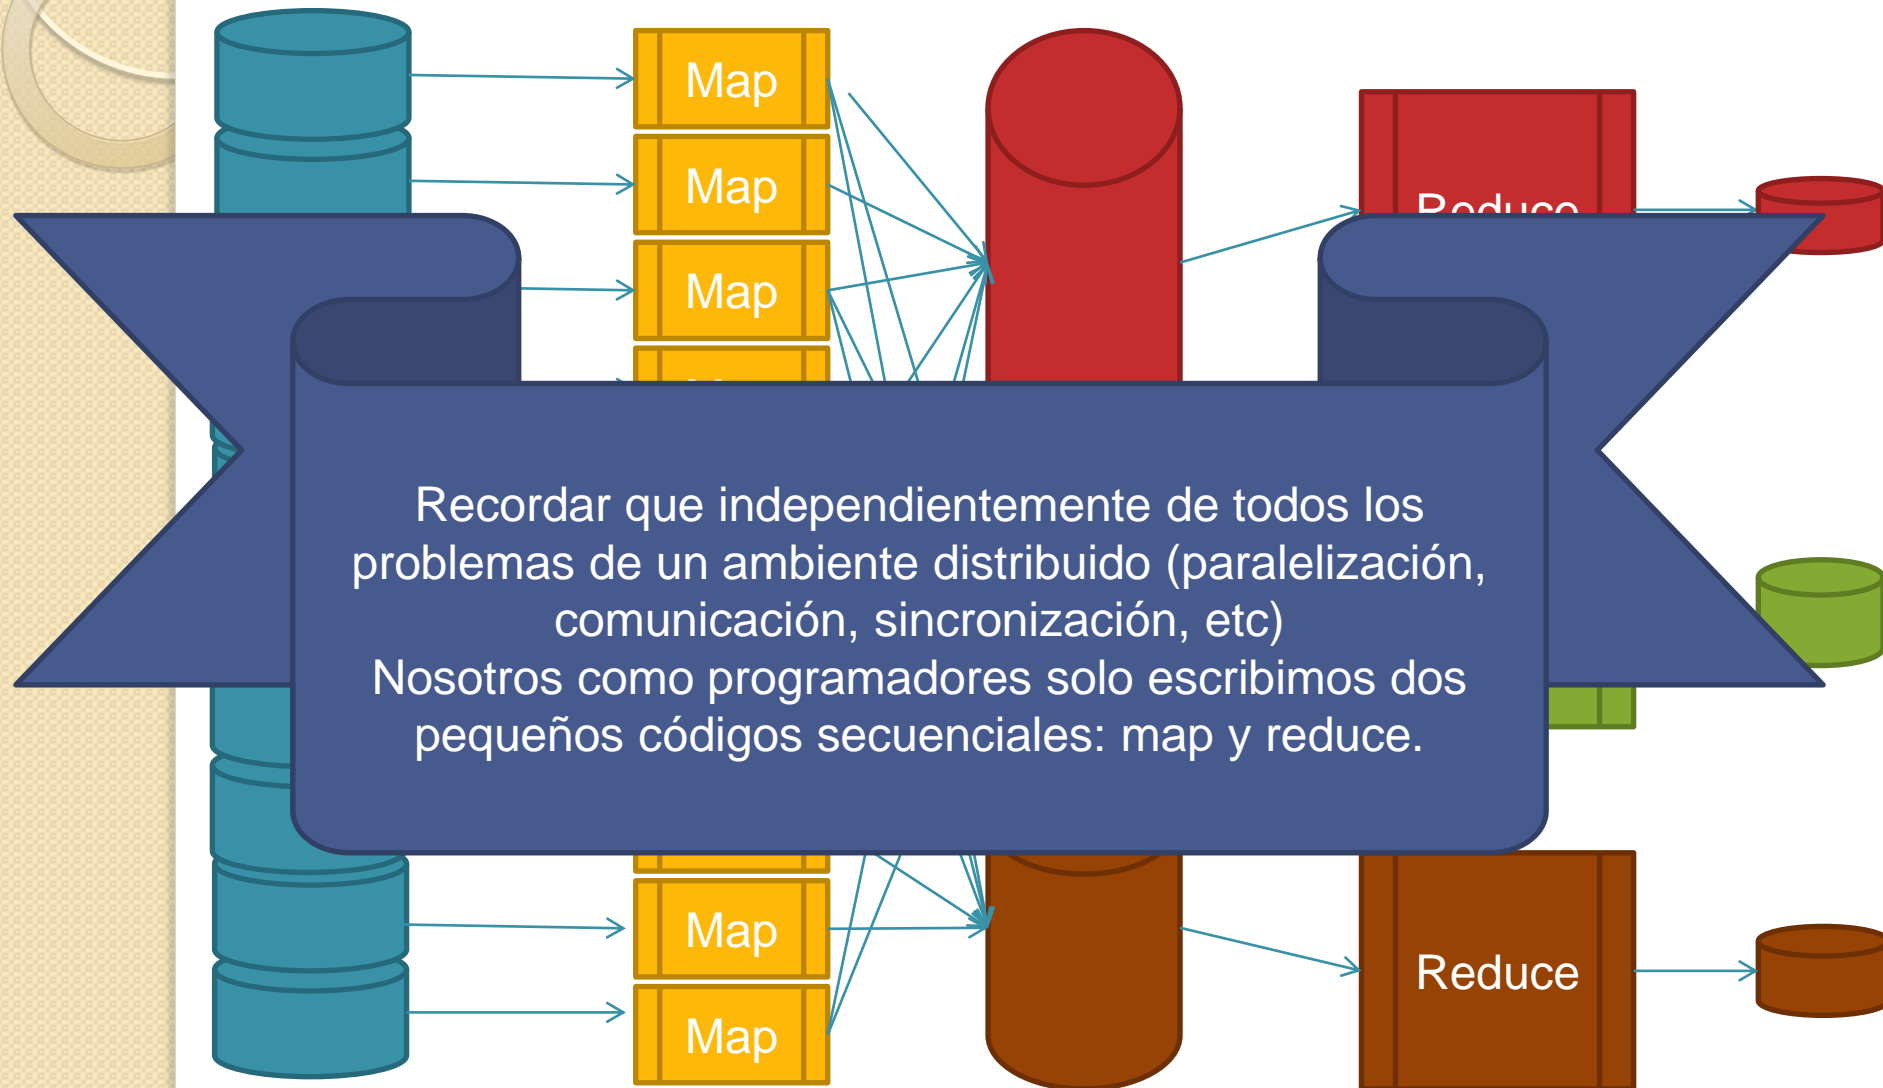 Map
Map
Map
Reduce
Recordar que independientemente de todos los
problemas de un ambiente distribuido (paralelización,
comunicación, sincronización, etc)
Nosotros como programadores solo escribimos dos
pequeños códigos secuenciales: map y reduce.
Map
Map
Reduce